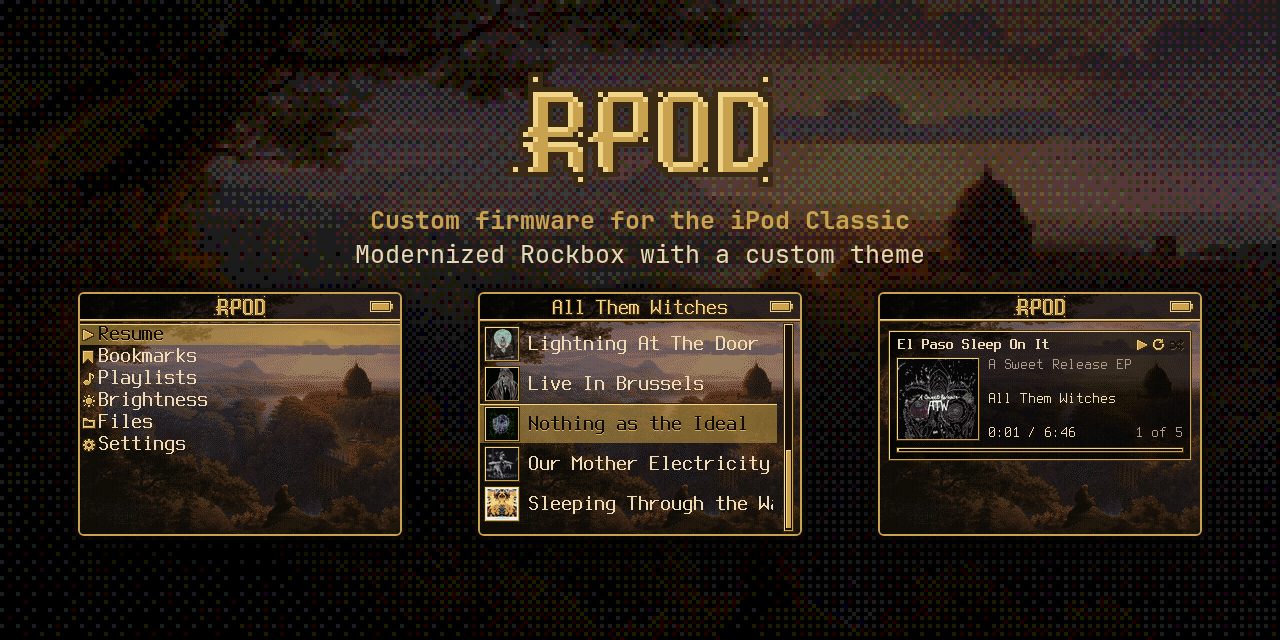 RPOD
Custom firmware for the iPod Classic
Modernized Rockbox with a custom theme
RPOD
Resume
Bookmarks
Playlists
Brightness
Files
Settings
All Them Witches
Lightning At The Door
Live In Brussels
Nothing as the Ideal
Our Mother Electricity
Sleeping Through the Wa
RPOD
El Paso Sleep On It
A Sweet Release EP
All Them Witches
0:01 / 6:46
1 of 5
ATW